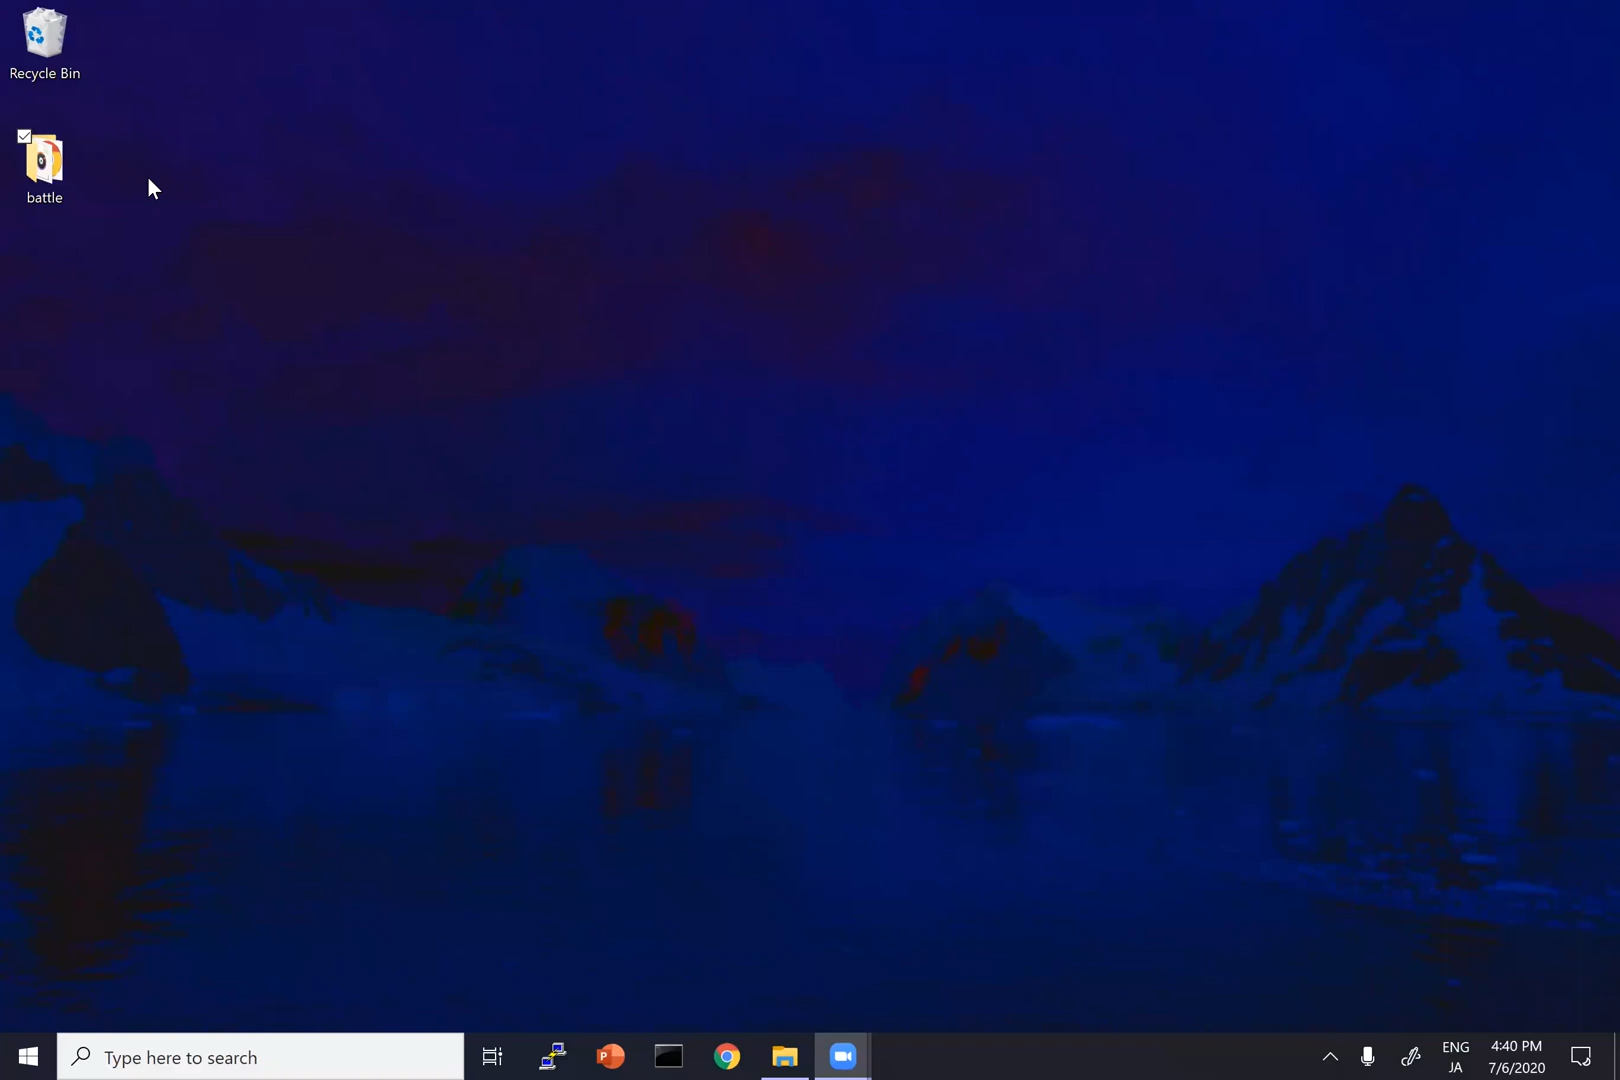 Recycle Bin
battle
Type here to search
ENG
JA
4:40 PM
7/6/2020